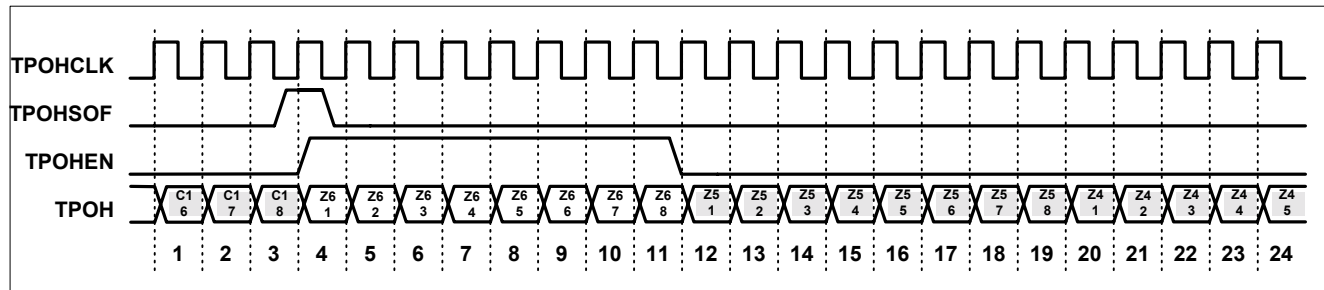 TPOHCLK
TPOHSOF
TPOHEN
TPOH
C1 C1 C1 Z6 Z6 Z6 Z6 Z6 Z6 Z6 Z6 Z5 Z5 Z5 Z5 Z5 Z5 Z5 Z5 Z4 Z4 Z4 Z4 Z4
6 7 8 1 2 3 4 5 6 7 8 1 2 3 4 5 6 7 8 1 2 3 4 5
1 2 3 4 5 6 7 8 9 10 11 12 13 14 15 16 17 18 19 20 21 22 23 24